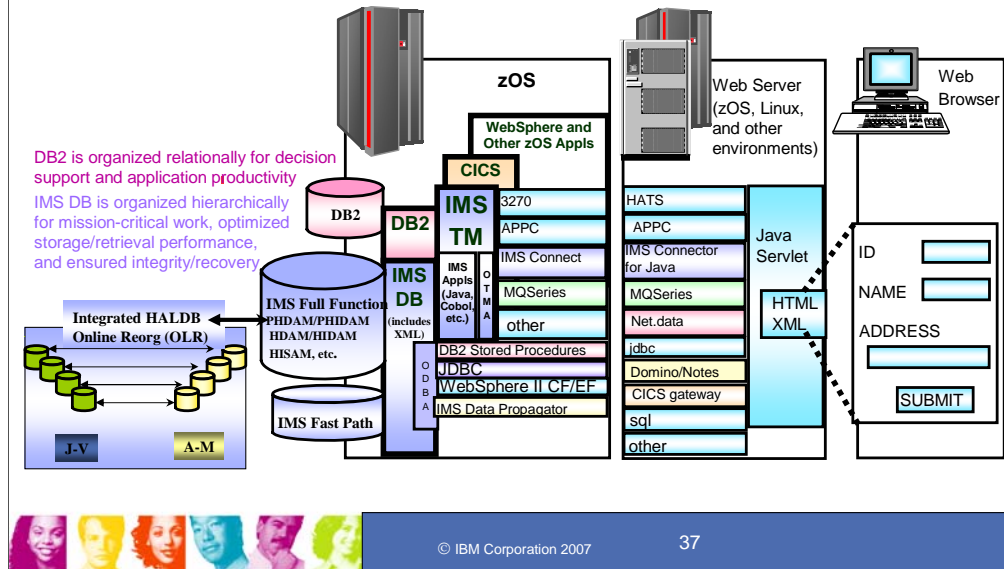 zOS
WebSphere and
Other zOS Appls
CICS
DB2 is organized relationally for decision
support and application productivity
IMS DB is organized hierarchically
for mission-critical work, optimized
storage/retrieval performance,
and ensured integrity/recovery
DB2
DB2
IMS
TM
3270
APPC
IMS Connect
MQSeries
other
IMS
DB
(includes
XML)
IMS
Appls
(Java,
Cobol,
etc.)
O
T
M
A
IMS Full Function
PHDAM/PHIDAM
HDAM/HIDAM
HISAM, etc.
IMS Fast Path
Integrated HALDB
Online Reorg (OLR)
J-V
A-M
O
D
B
A
DB2 Stored Procedures
JDBC
WebSphere II CF/EF
IMS Data Propagator
Web Server
(zOS, Linux,
and other
environments)
HATS
APPC
IMS Connector
for Java
MQSeries
Net.data
jdbc
Domino/Notes
CICS gateway
sql
other
Java
Servlet
HTML
XML
Web
Browser
ID
NAME
ADDRESS
SUBMIT
© IBM Corporation 2007
37